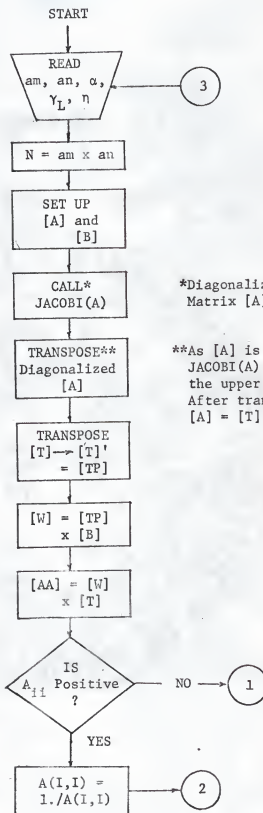 START
READ
am, an, α,
γL, η
3
N = am x an
SET UP
[A] and
[B]
CALL*
JACOBI(A)
*Diagonaliz
Matrix [A]
TRANSPOSE**
Diagonalized
[A]
**As [A] is
JACOBI(A)
the upper
After tran
[A] = [T]
TRANSPOSE
[T]→[T]'
= [TP]
[W] = [TP]
x [B]
[AA] = [W]
x [T]
IS
Aii Positive
?
NO
1
YES
A(I,I) =
1./A(I,I)
2